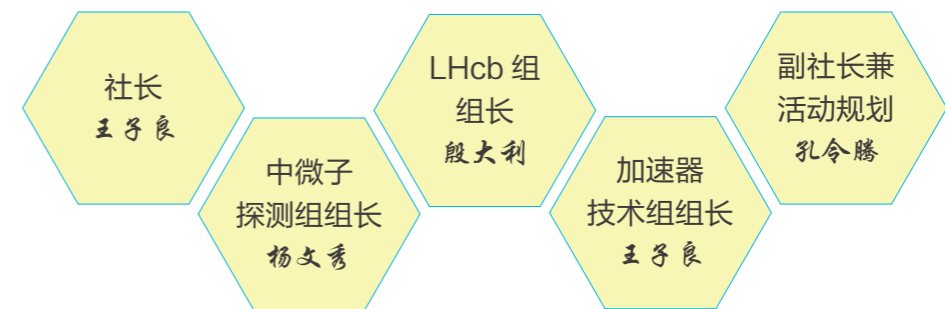 社长
王子良
中微子
探测组组长
杨文秀
LHcb 组
组长
殷大利
加速器
技术组组长
王子良
副社长兼
活动规划
孔令腾